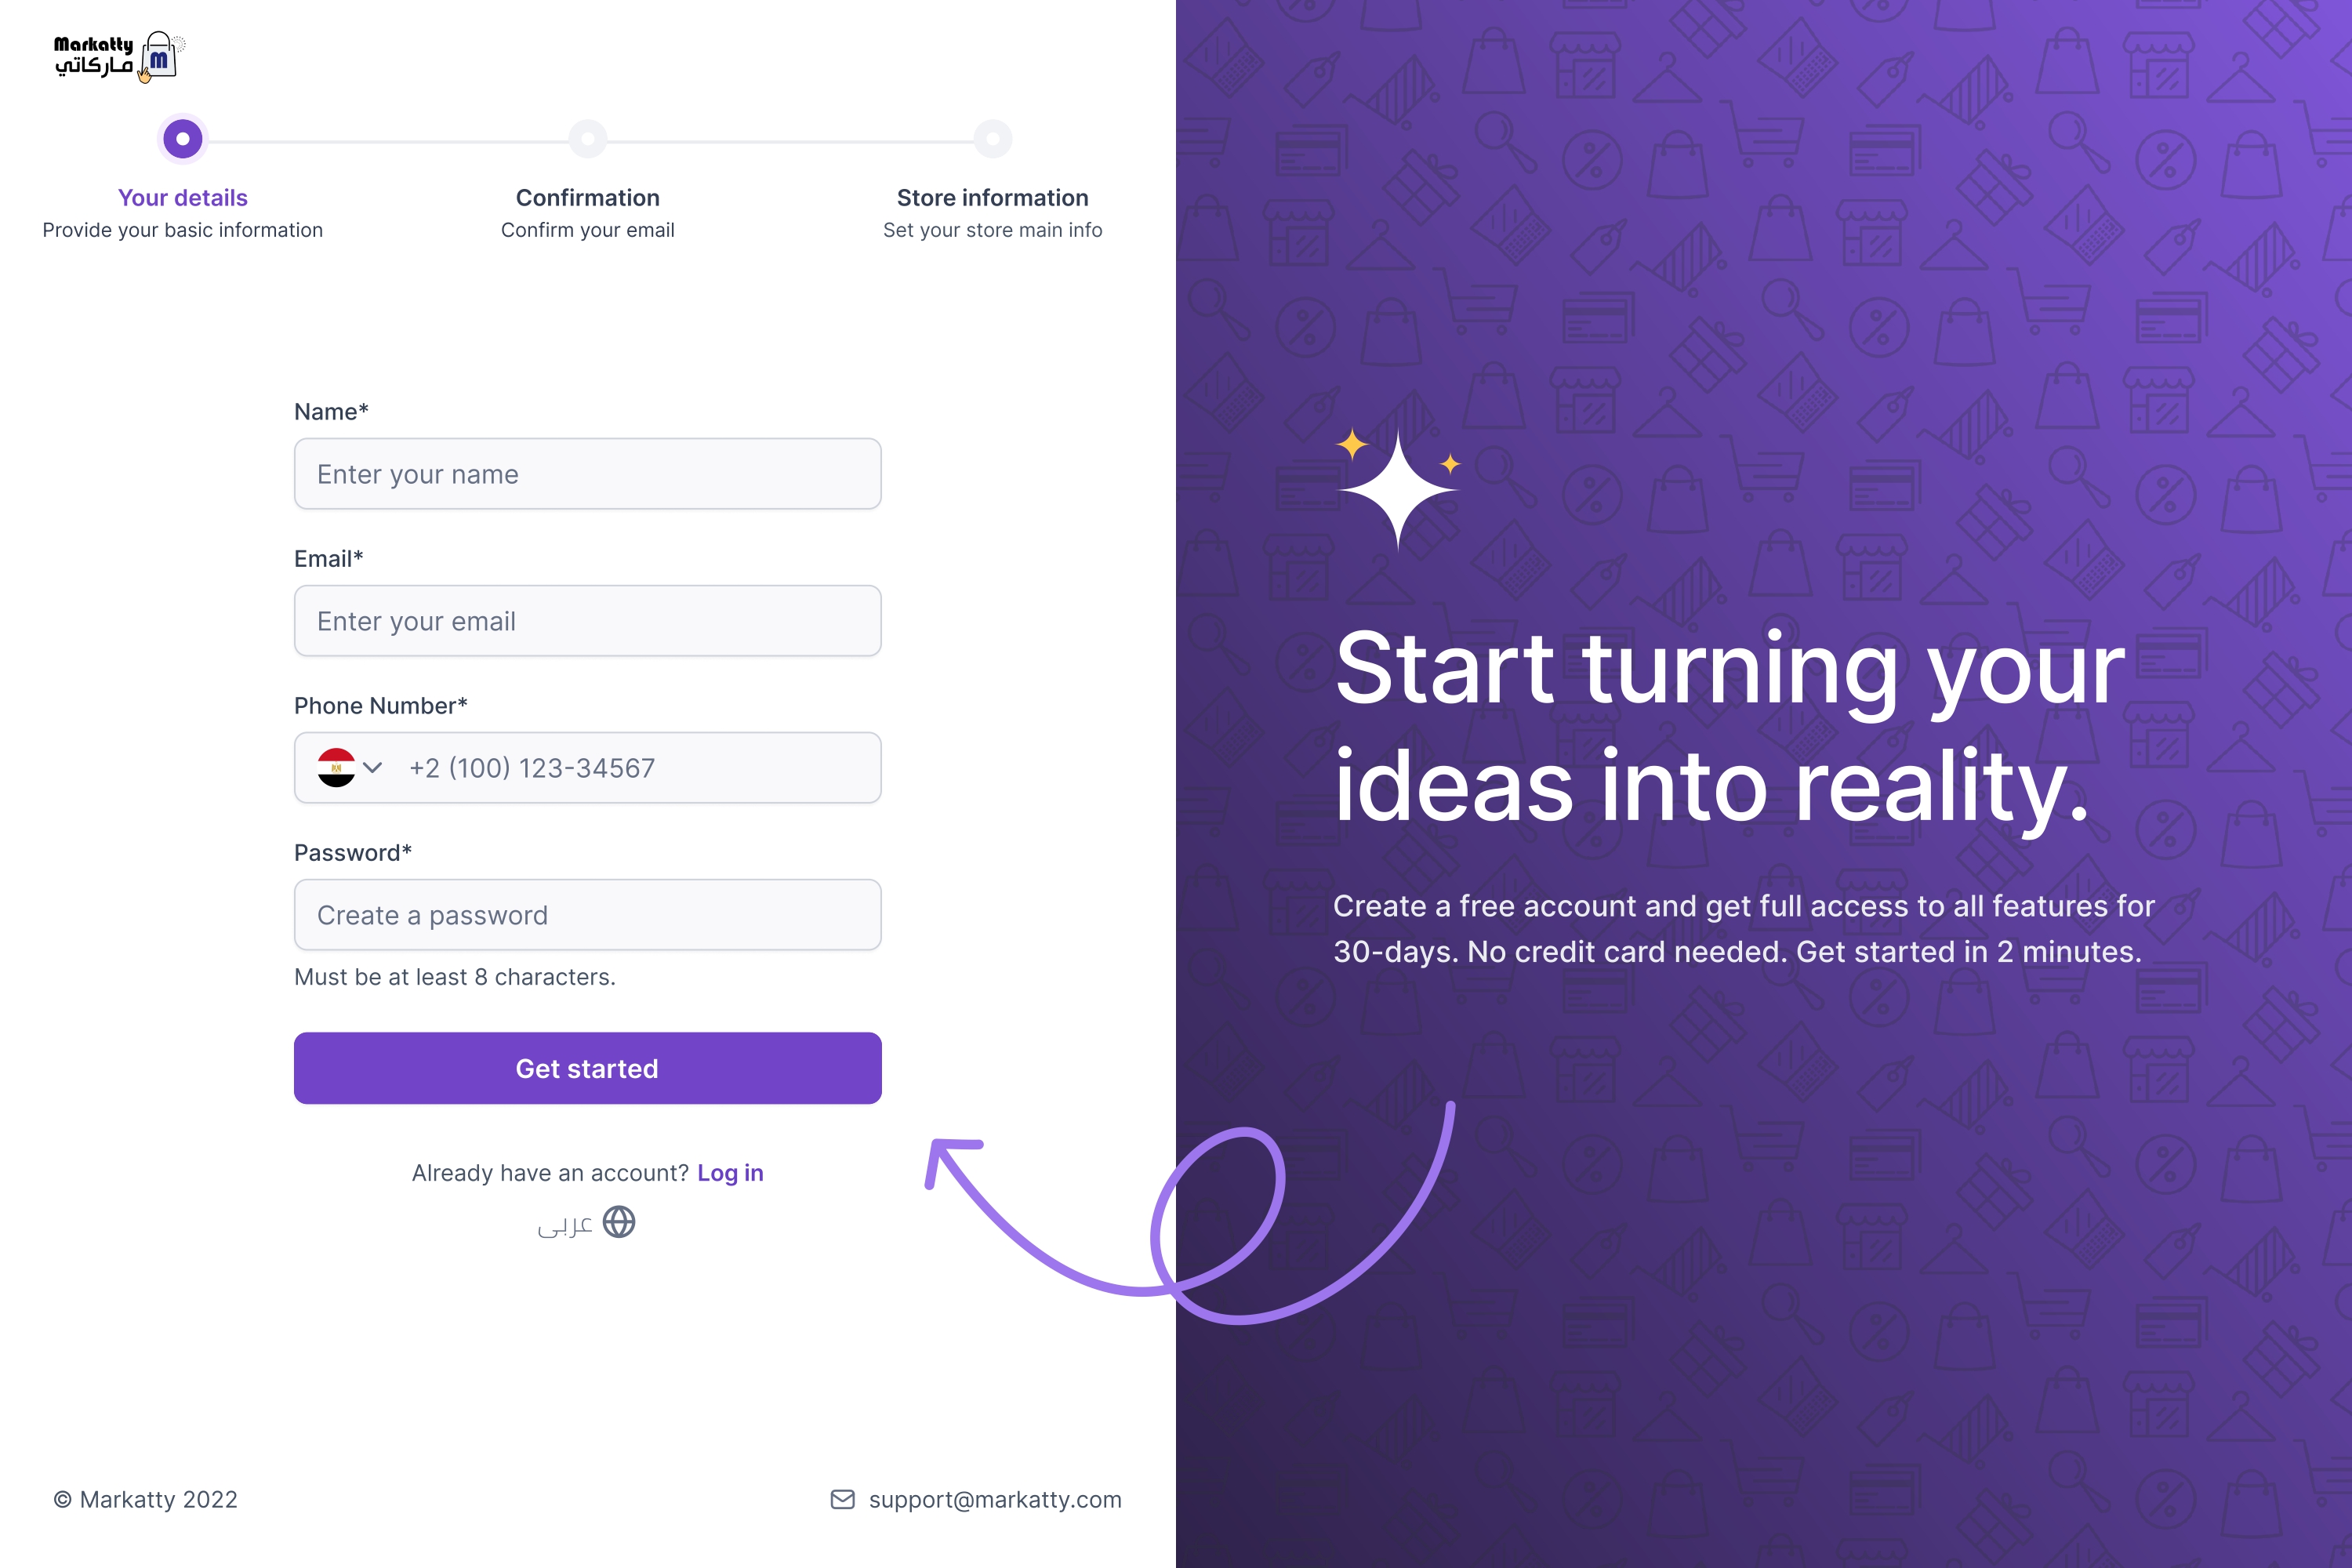 Markatty
ماركاتي
m
Your details
Provide your basic information
Confirmation
Confirm your email
Store information
Set your store main info
Name*
Enter your name
Email*
Enter your email
Phone Number*
+2 (100) 123-34567
Password*
Create a password
Must be at least 8 characters.
Get started
Already have an account? Log in
عربى
© Markatty 2022
support@markatty.com
Start turning your
ideas into reality.
Create a free account and get full access to all features for
30-days. No credit card needed. Get started in 2 minutes.